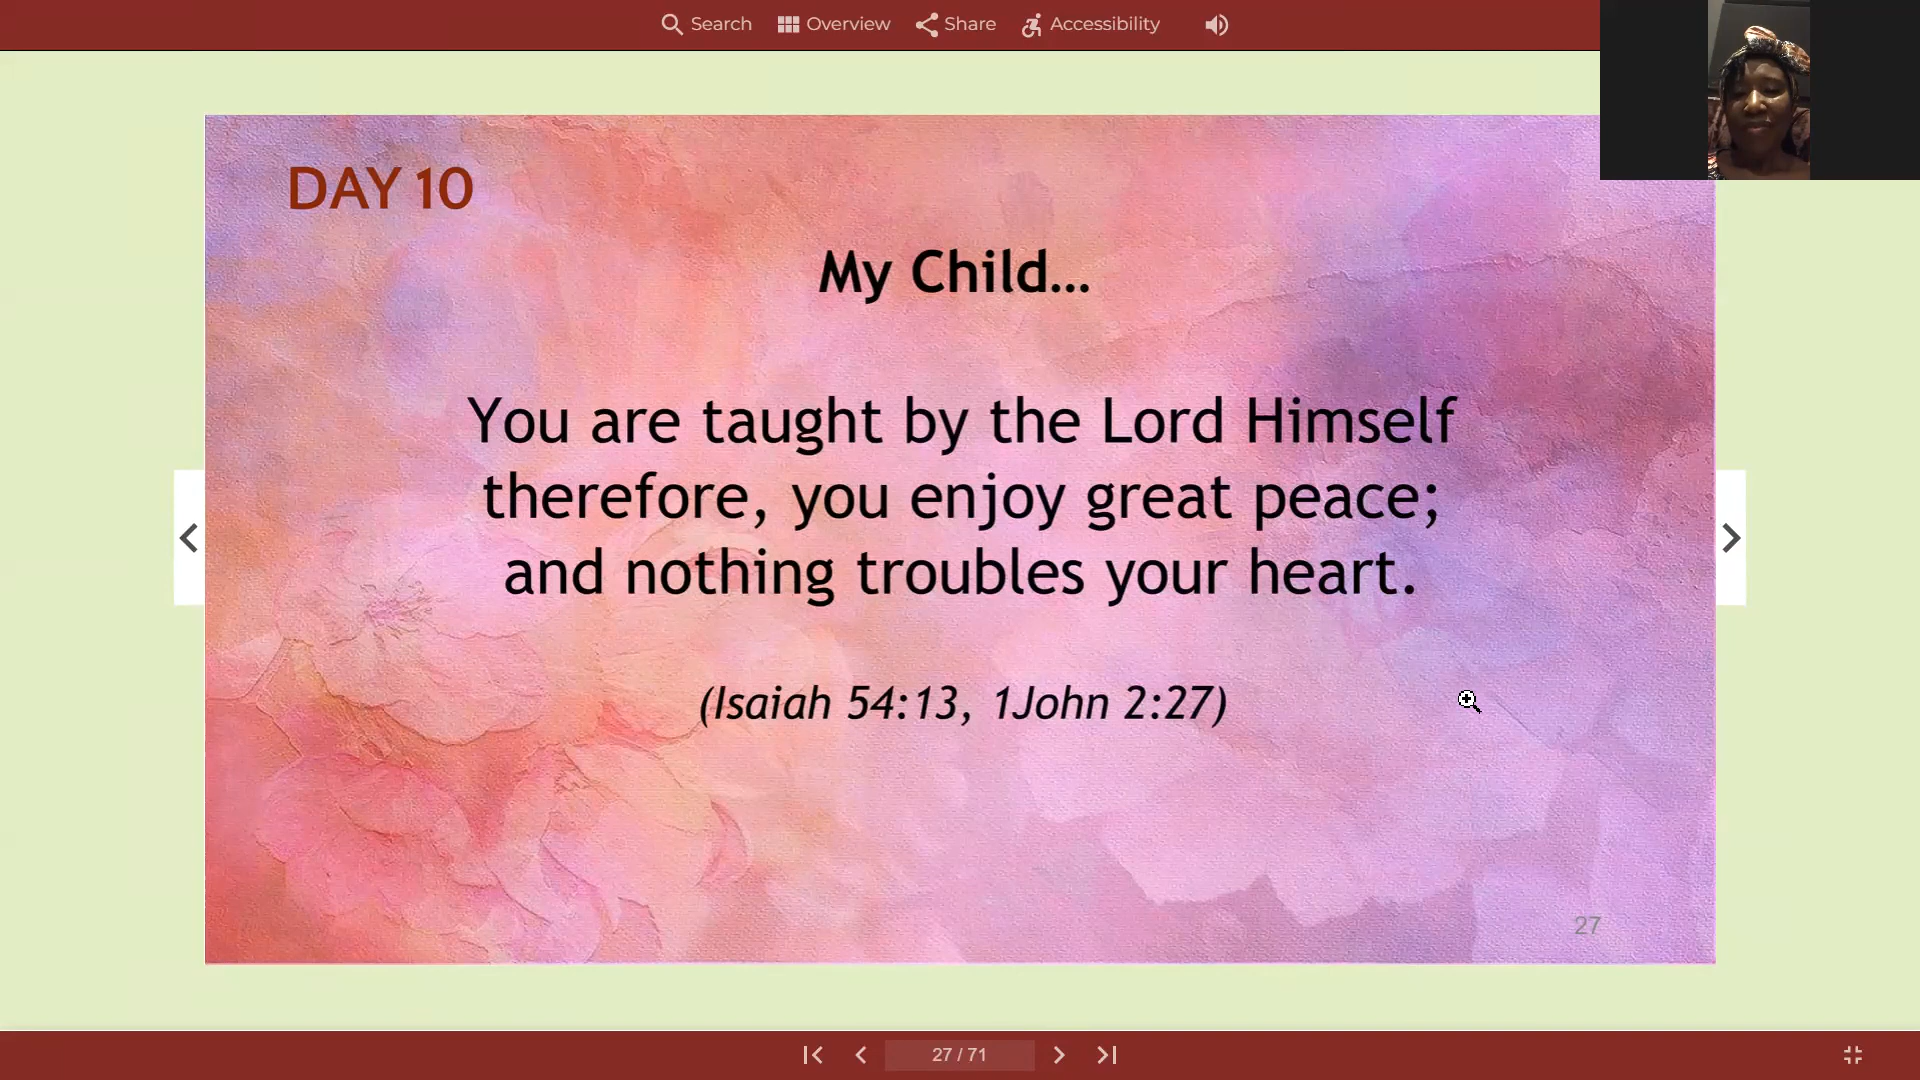 Search Overview Share Accessibility
DAY 10
My Child...
You are taught by the Lord Himself
therefore, you enjoy great peace;
and nothing troubles your heart.
(Isaiah 54:13, 1John 2:27)
27
27 / 71